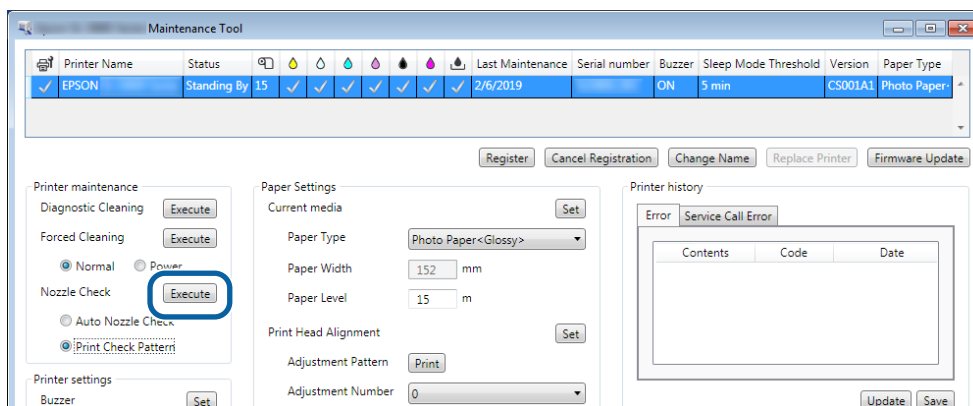 Maintenance Tool
Printer Name Status Last Maintenance Serial number Buzzer Sleep Mode Threshold Version Paper Type
EPSON Standing By 15 2/6/2019 ON 5 min CS001A1 Photo Paper
Register Cancel Registration Change Name Replace Printer Firmware Update
Printer maintenance
Diagnostic Cleaning Execute
Forced Cleaning Execute
Normal Power
Nozzle Check Execute
Auto Nozzle Check
Print Check Pattern
Printer settings
Buzzer Set
Paper Settings
Current media Set
Paper Type Photo Paper<Glossy>
Paper Width 152 mm
Paper Level 15 m
Print Head Alignment Set
Adjustment Pattern Print
Adjustment Number 0
Printer history
Error Service Call Error
Contents Code Date
Update Save